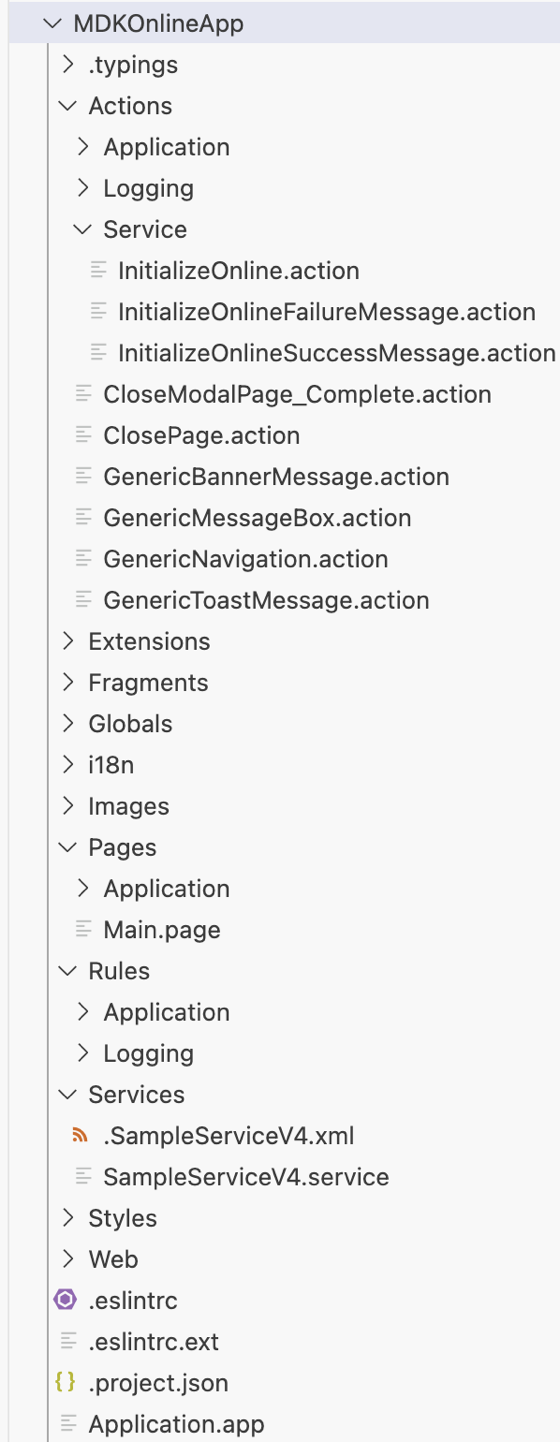 MDKOnlineApp
.typings
Actions
Application
Logging
Service
InitializeOnline.action
InitializeOnlineFailureMessage.action
InitializeOnlineSuccessMessage.action
CloseModalPage_Complete.action
ClosePage.action
GenericBannerMessage.action
GenericMessageBox.action
GenericNavigation.action
GenericToastMessage.action
Extensions
Fragments
Globals
i18n
Images
Pages
Application
Main.page
Rules
Application
Logging
Services
.SampleServiceV4.xml
SampleServiceV4.service
Styles
Web
.eslintrc
.eslintrc.ext
.project.json
Application.app